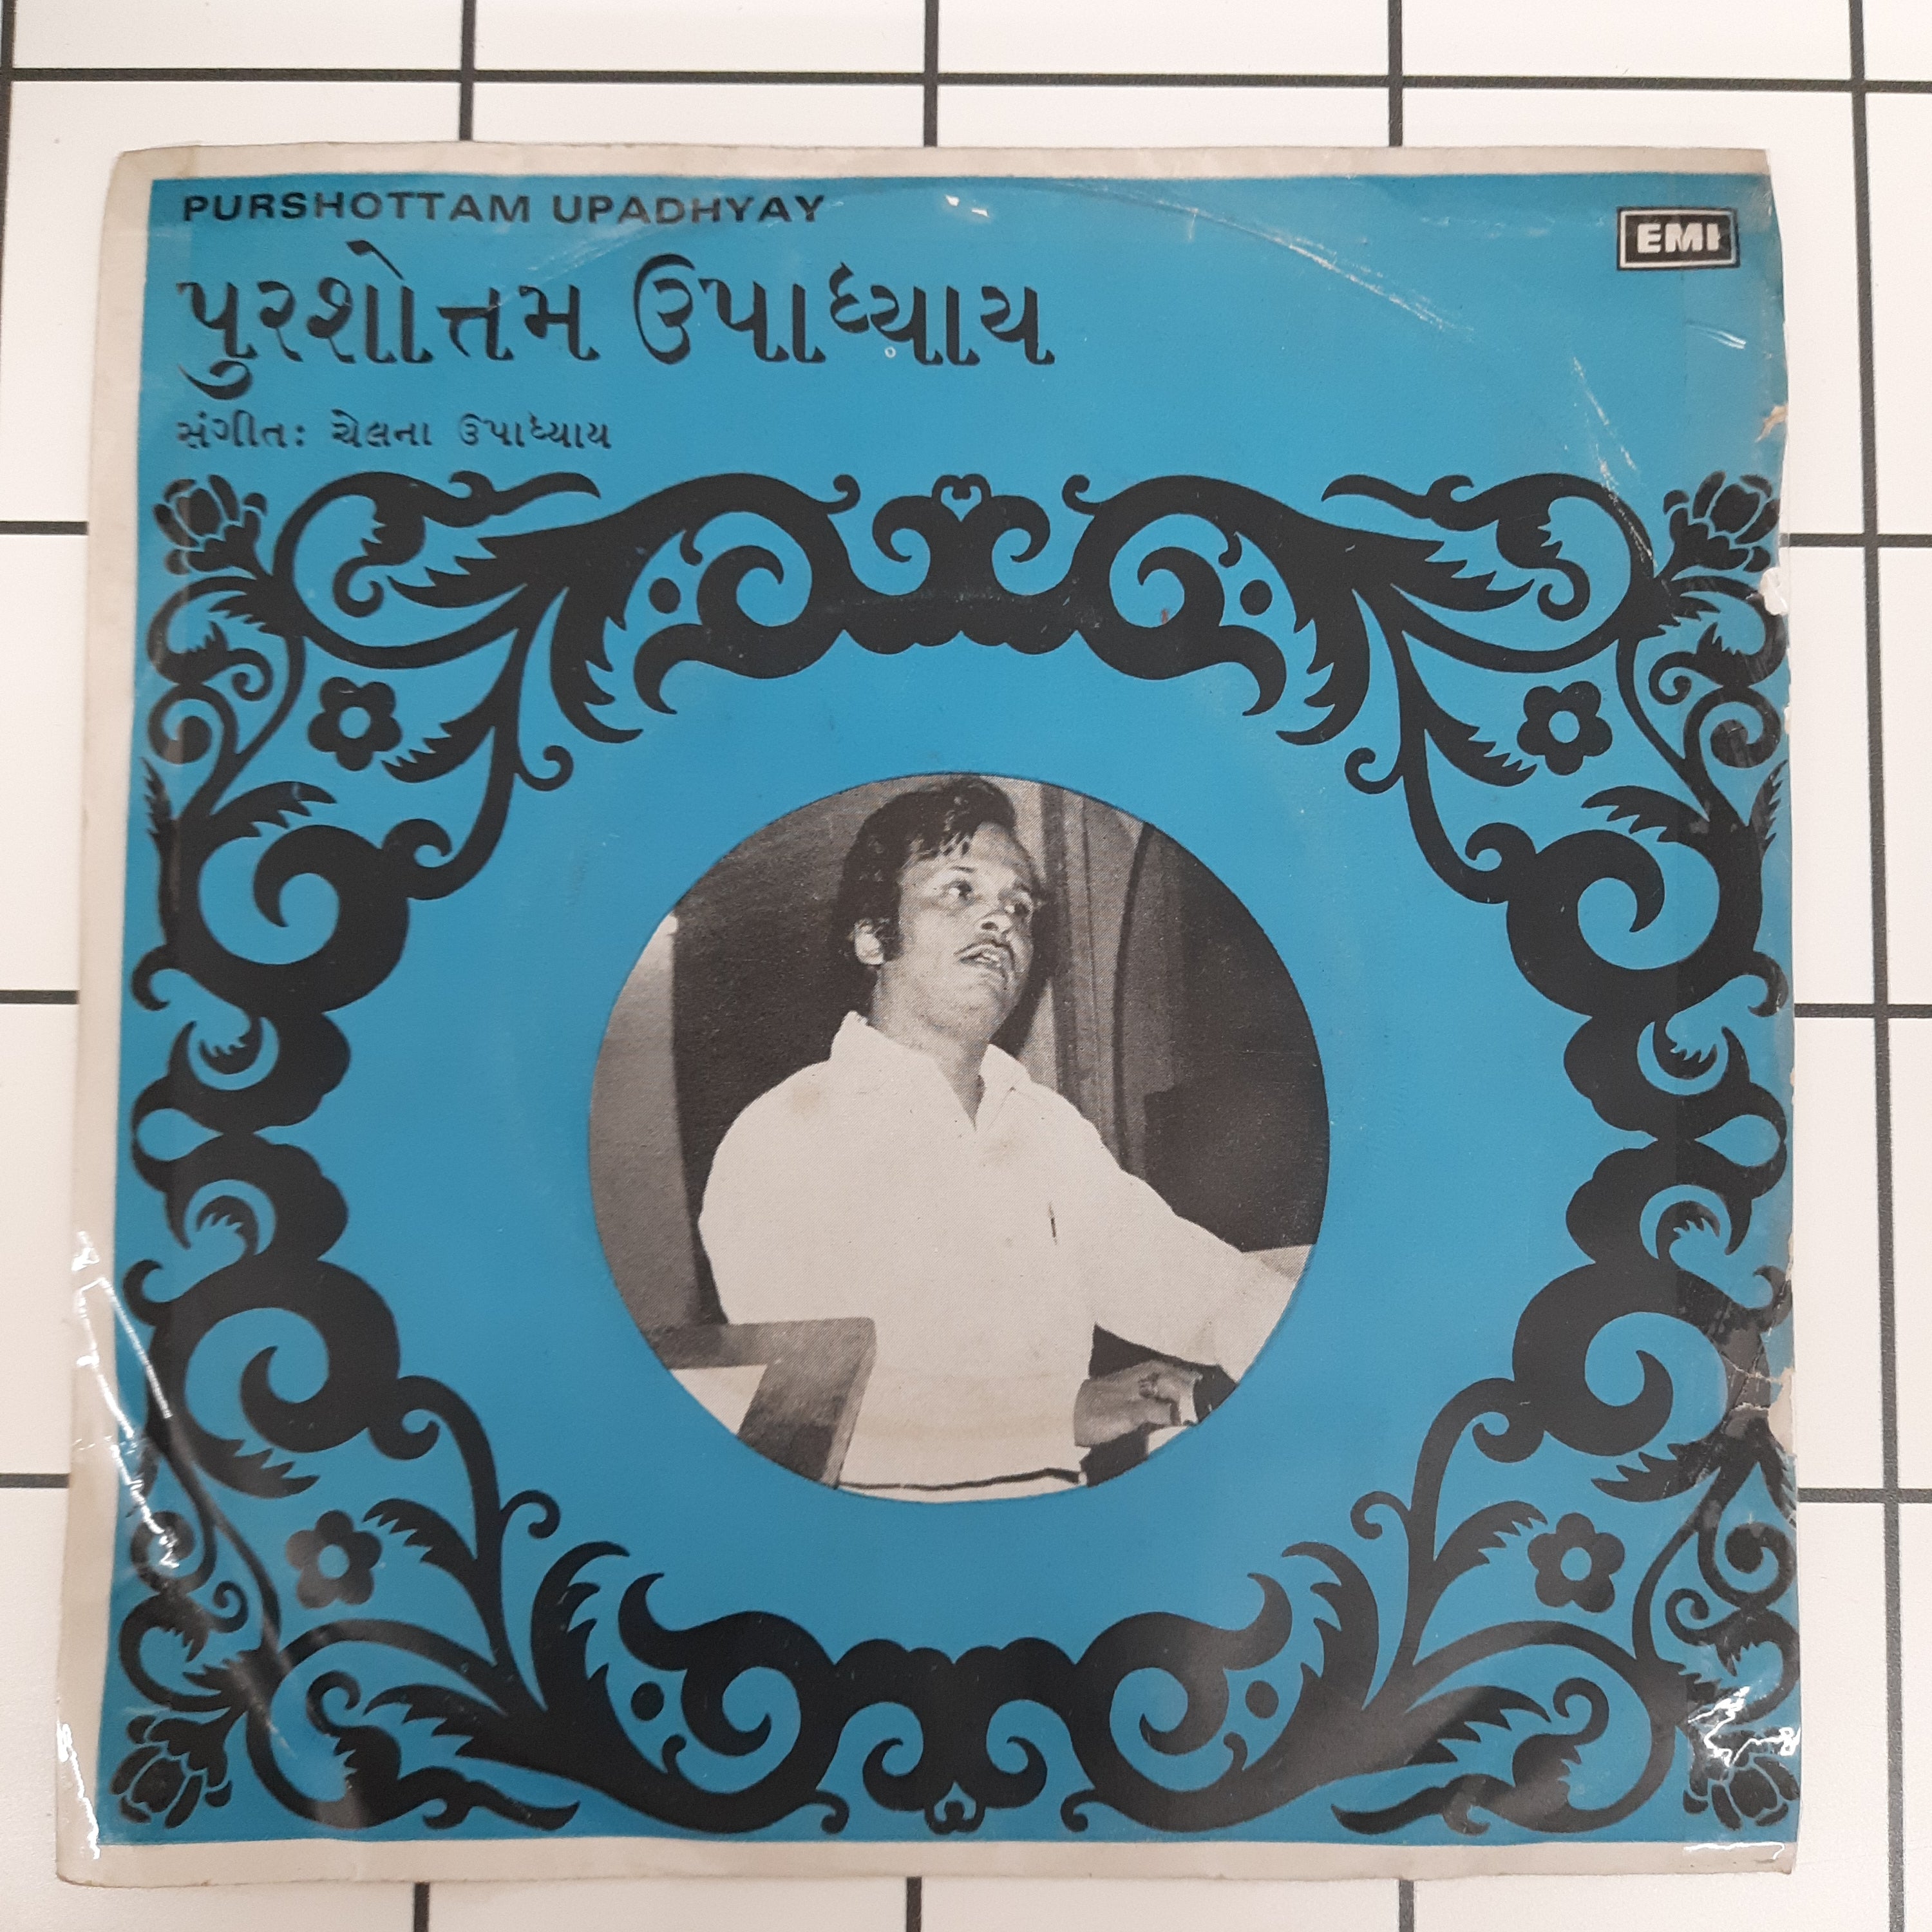 PURSHOTTAM UPADHYAY
EMI
પુરશોત્તમ ઉપાધ્યાય
સંગીત: ચેલના ઉપાધ્યાય